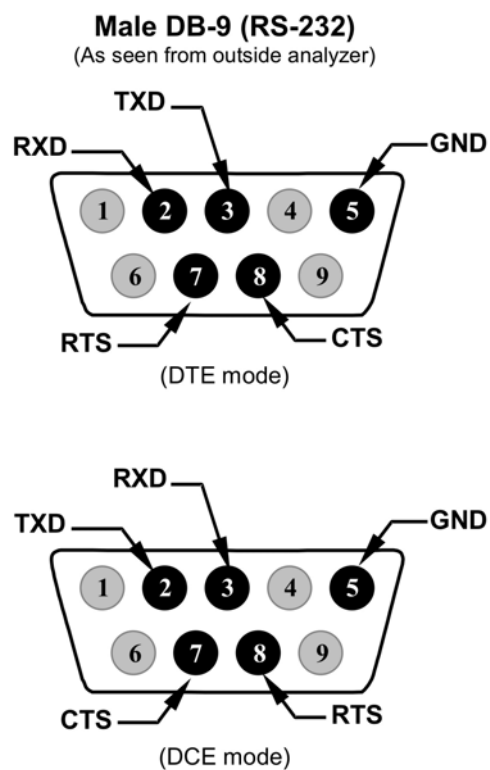 Male DB-9 (RS-232)
(As seen from outside analyzer)
TXD
RXD
GND
1 2 3 4 5
6 7 8 9
RTS
CTS
(DTE mode)
RXD
TXD
GND
1 2 3 4 5
6 7 8 9
CTS
RTS
(DCE mode)